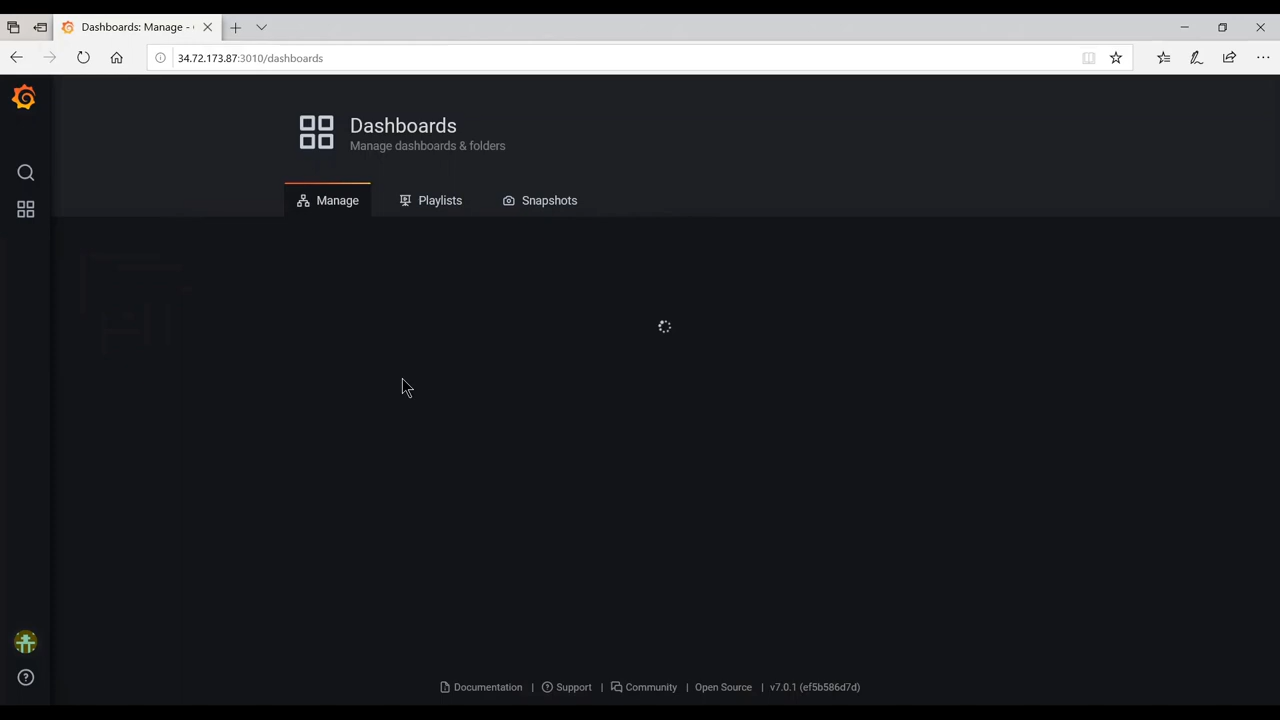 Dashboards: Manage -
34.72.173.87:3010/dashboards
Dashboards
Manage dashboards & folders
Manage
Playlists
Snapshots
Documentation | Support | Community | Open Source | v7.0.1 (ef5b586d7d)